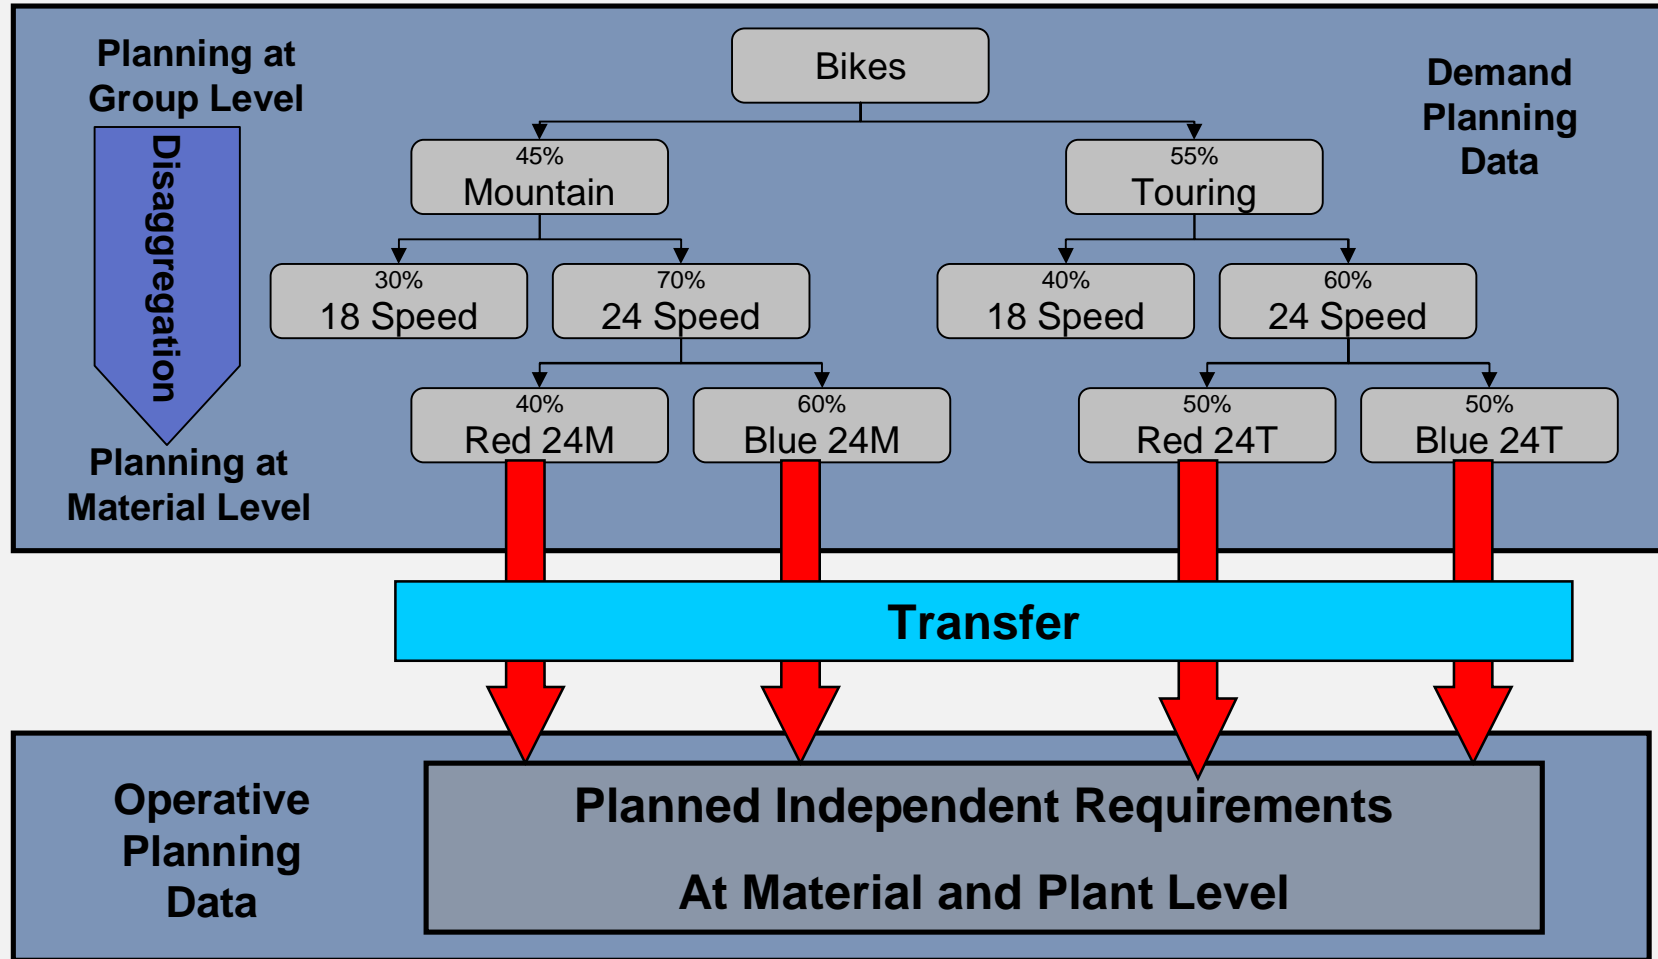 Planning at
Group Level
Disaggregation
Planning at
Material Level
Bikes
Demand
Planning
Data
45%
Mountain
55%
Touring
30%
18 Speed
70%
24 Speed
40%
18 Speed
60%
24 Speed
40%
Red 24M
60%
Blue 24M
50%
Red 24T
50%
Blue 24T
Transfer
Operative
Planning
Data
Planned Independent Requirements
At Material and Plant Level